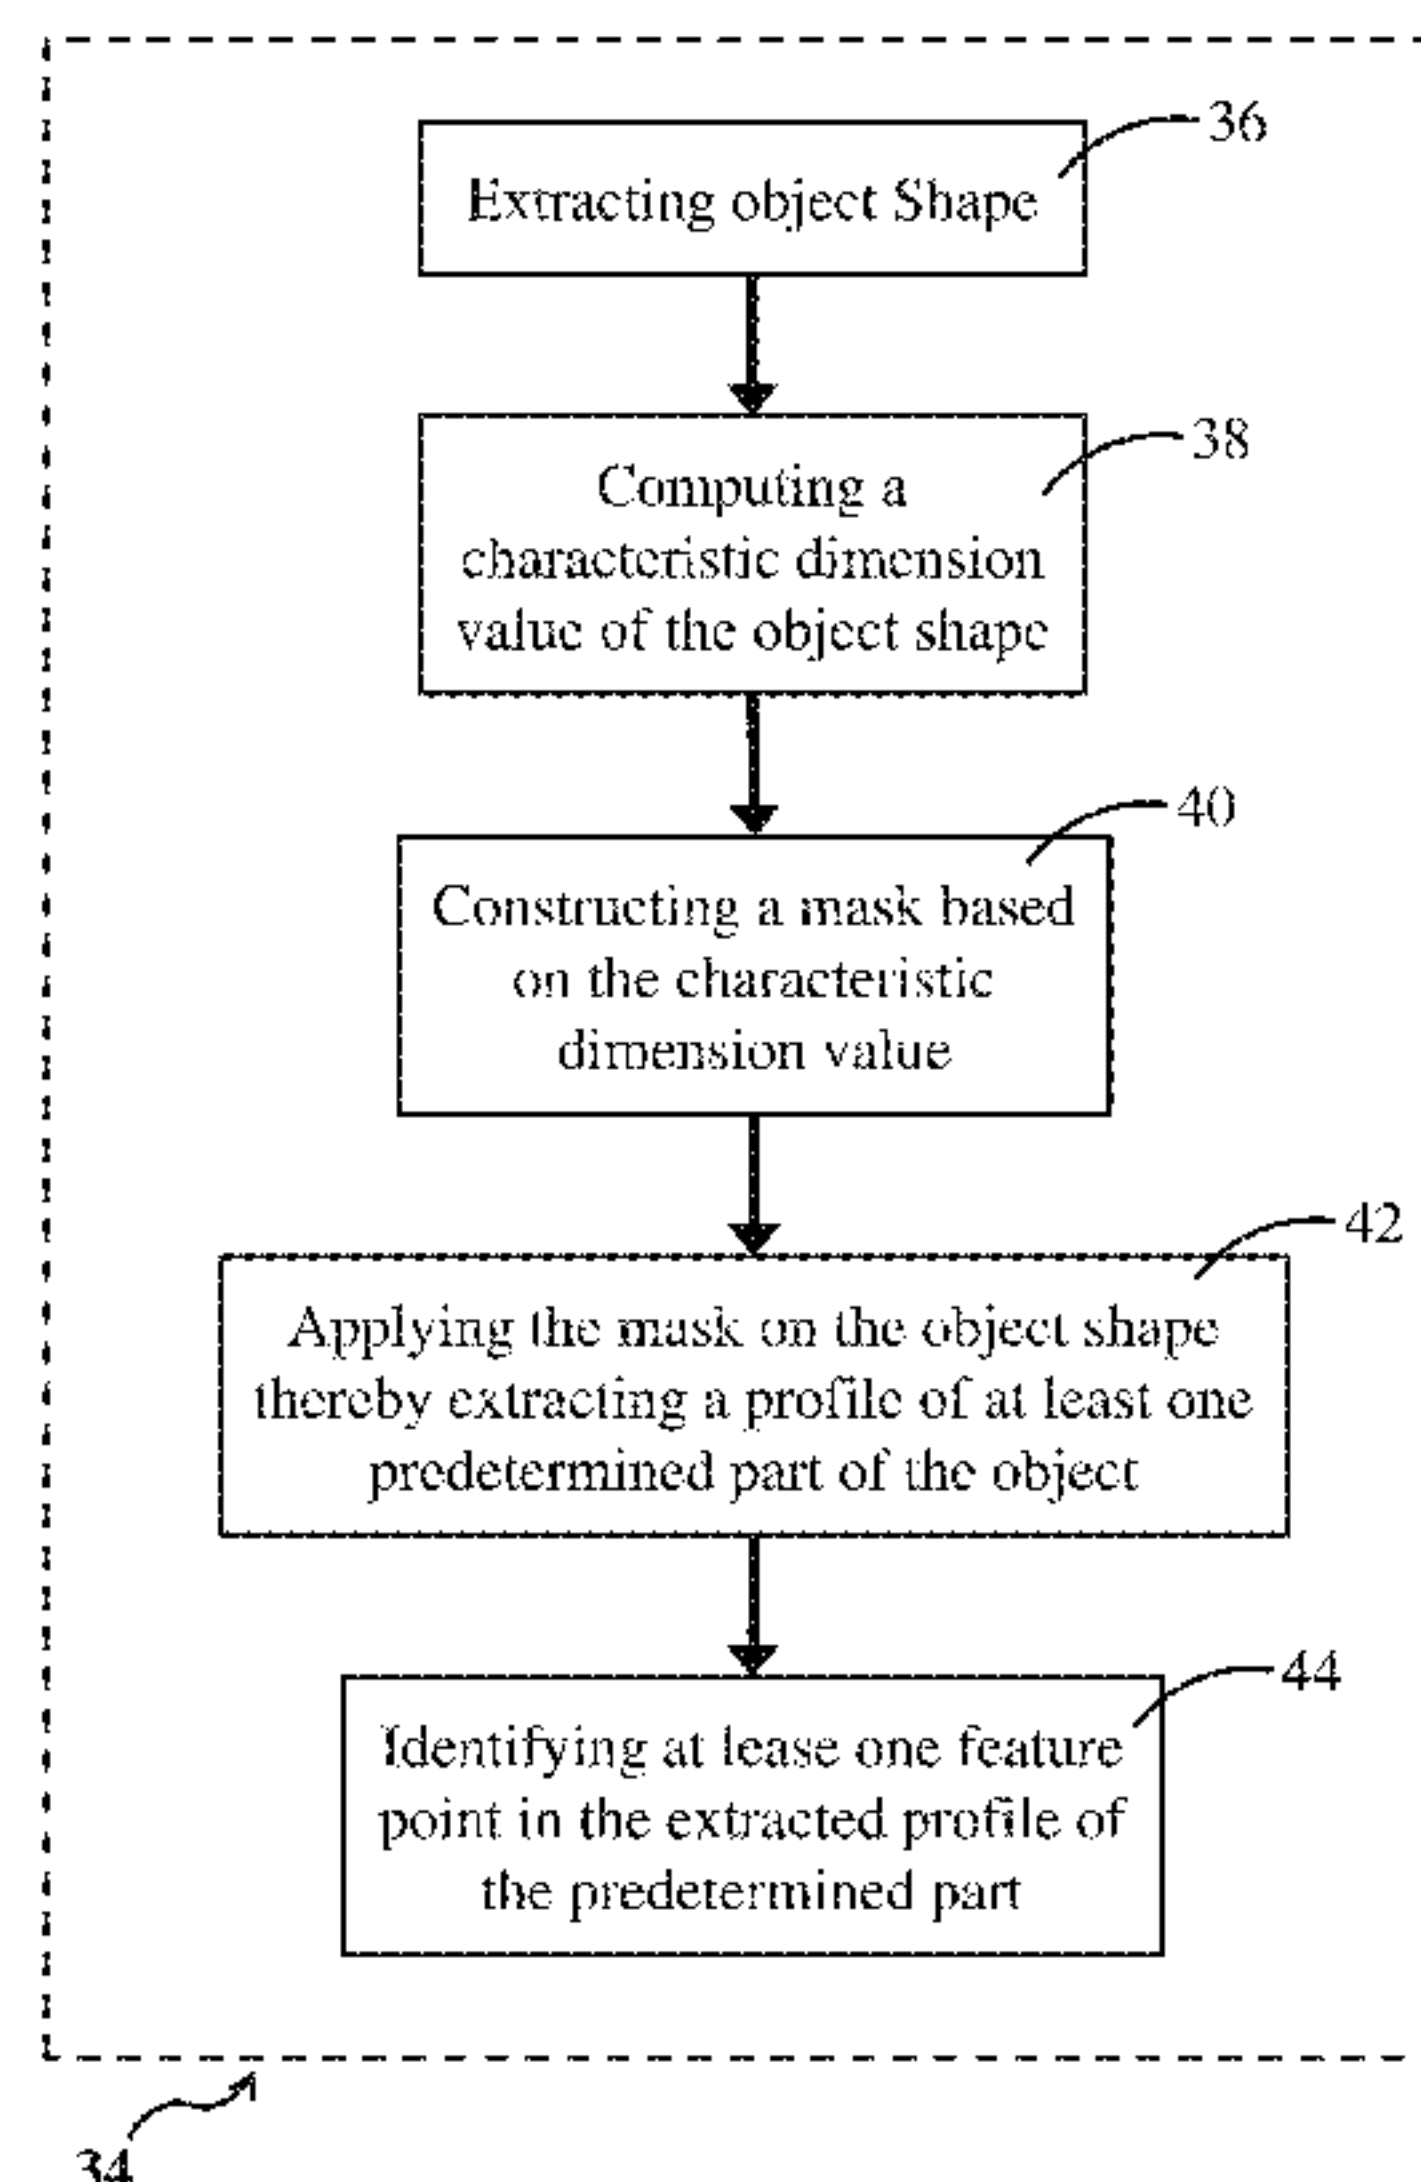 36
Extracting object Shape
38
Computing a
characteristic dimension
value of the object shape
40
Constructing a mask based
on the characteristic
dimension value
42
Applying the mask on the object shape
thereby extracting a profile of at least one
predetermined part of the object
44
Identifying at lease one feature
point in the extracted profile of
the predetermined part
34